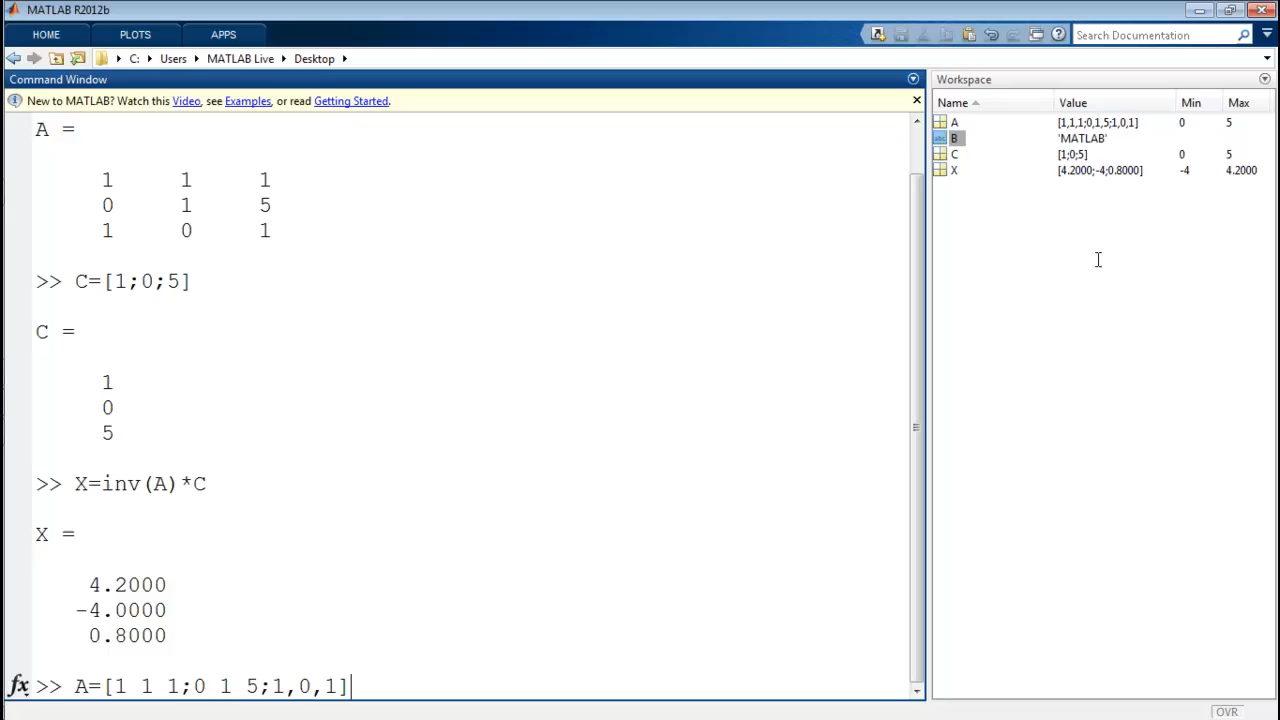 MATLAB R2012b
HOME PLOTS APPS Search Documentation
C: Users MATLAB Live Desktop
Command Window
New to MATLAB? Watch this Video, see Examples, or read Getting Started.
A =
1 1 1
0 1 5
1 0 1
>> C=[1;0;5]
C =
1
0
5
>> X=inv(A)*C
X =
4.2000
-4.0000
0.8000
fx >> A=[1 1 1;0 1 5;1,0,1]
Workspace
Name Value Min Max
A [1,1,1;0,1,5;1,0,1] 0 5
abc B 'MATLAB'
C [1;0;5] 0 5
X [4.2000;-4;0.8000] -4 4.2000
OVR